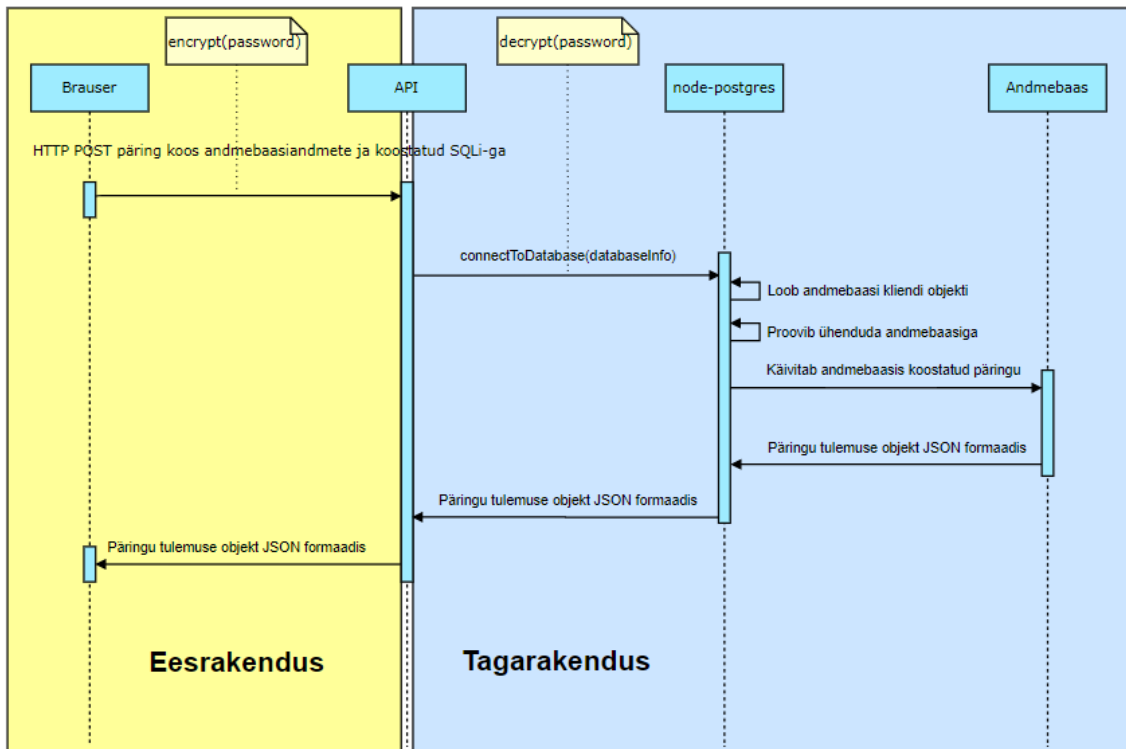 encrypt(password)
decrypt(password)
Brauser
API
node-postgres
Andmebaas
HTTP POST päring koos andmebaasiandmete ja koostatud SQLi-ga
connectToDatabase(databaseInfo)
Loob andmebaasi kliendi objekti
Proovib ühenduda andmebaasiga
Käivitab andmebaasis koostatud päringu
Päringu tulemuse objekt JSON formaadis
Päringu tulemuse objekt JSON formaadis
Päringu tulemuse objekt JSON formaadis
Eesrakendus
Tagarakendus